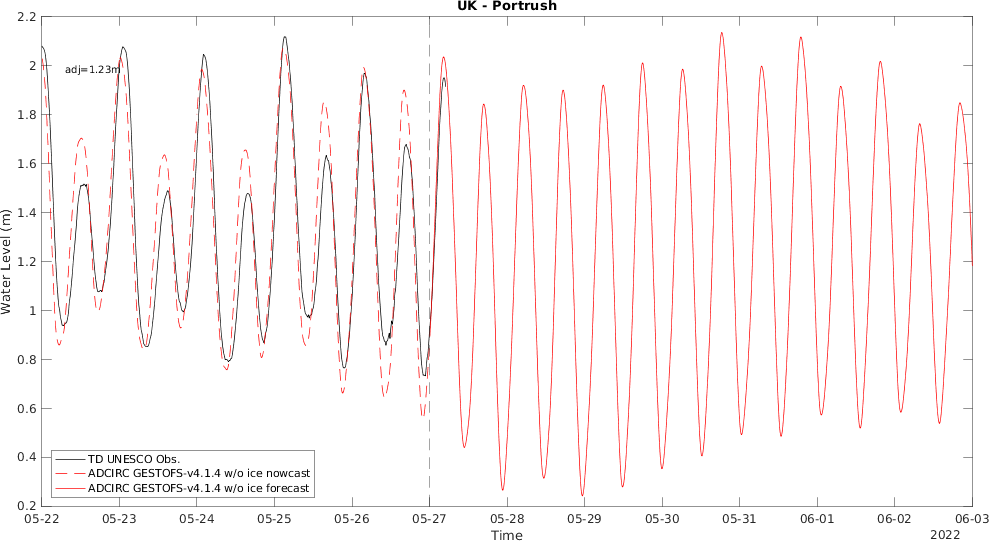 UK - Portrush
adj=1.23m
Water Level (m)
2.2
2
1.8
1.6
1.4
1.2
1
0.8
0.6
0.4
0.2
TD UNESCO Obs.
ADCIRC GESTOFS-v4.1.4 w/o ice nowcast
ADCIRC GESTOFS-v4.1.4 w/o ice forecast
05-22 05-23 05-24 05-25 05-26 05-27 05-28 05-29 05-30 05-31 06-01 06-02 06-03
Time
2022